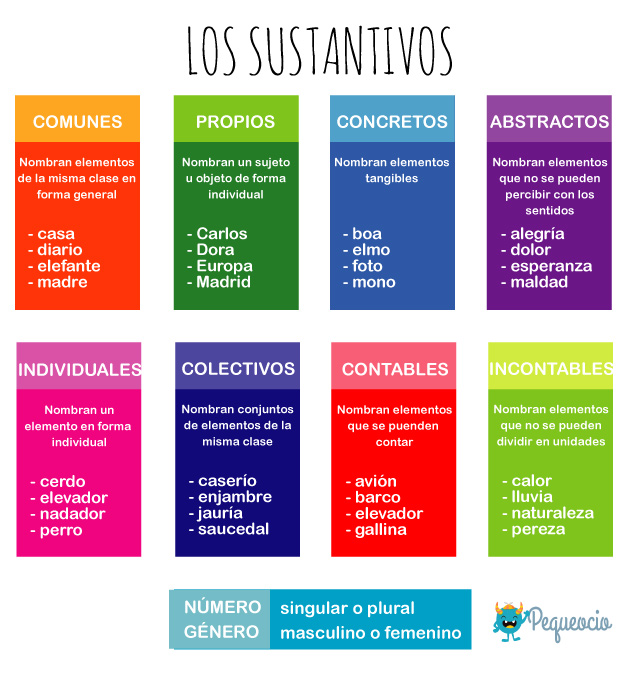 LOS SUSTANTIVOS
COMUNES
Nombran elementos
de la misma clase en
forma general
- casa
- diario
- elefante
- madre
PROPIOS
Nombran un sujeto
u objeto de forma
individual
- Carlos
- Dora
- Europa
- Madrid
CONCRETOS
Nombran elementos
tangibles
- boa
- elmo
- foto
- mono
ABSTRACTOS
Nombran elementos
que no se pueden
percibir con los
sentidos
- alegría
- dolor
- esperanza
- maldad
INDIVIDUALES
Nombran un
elemento en forma
individual
- cerdo
- elevador
- nadador
- perro
COLECTIVOS
Nombran conjuntos
de elementos de la
misma clase
- caserío
- enjambre
- jauría
- saucedal
CONTABLES
Nombran elementos
que se puenden
contar
- avión
- barco
- elevador
- gallina
INCONTABLES
Nombran elementos
que no se pueden
dividir en unidades
- calor
- lluvia
- naturaleza
- pereza
NÚMERO singular o plural
GÉNERO masculino o femenino
Pequeocio